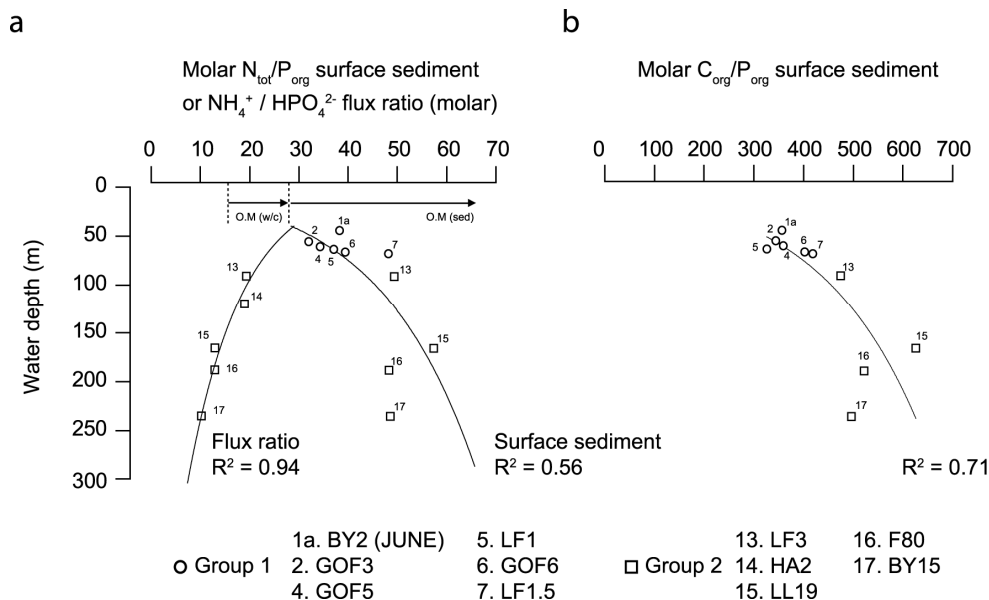 a
Molar Nₜₒₜ/Pₒᵣg surface sediment
or NH₄⁺ / HPO₄²⁻ flux ratio (molar)
0 10 20 30 40 50 60 70
Water depth (m)
0
50
100
150
200
250
300
O.M (w/c)
O.M (sed)
1a
2
4
5
6
7
13
13
14
15
15
16
16
17
17
Flux ratio
R² = 0.94
Surface sediment
R² = 0.56
b
Molar Cₒᵣg/Pₒᵣg surface sediment
0 100 200 300 400 500 600 700
1a
2
5
4
6
7
13
15
16
17
R² = 0.71
Group 1
1a. BY2 (JUNE)
2. GOF3
4. GOF5
5. LF1
6. GOF6
7. LF1.5
Group 2
13. LF3
14. HA2
15. LL19
16. F80
17. BY15